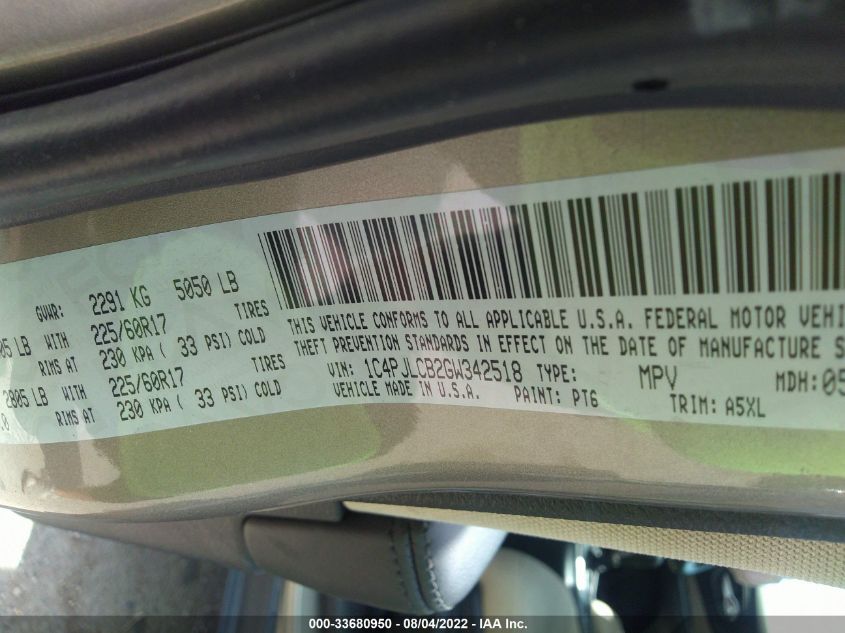 GVWR: 2291 KG 5050 LB
LB WITH 225/60R17 TIRES
RIMS AT 230 KPA ( 33 PSI) COLD
2805 LB WITH 225/60R17 TIRES
RIMS AT 230 KPA ( 33 PSI) COLD
THIS VEHICLE CONFORMS TO ALL APPLICABLE U.S.A. FEDERAL MOTOR
THEFT PREVENTION STANDARDS IN EFFECT ON THE DATE OF MANUFACTURE
VIN: 1C4PJLCB2GW342518 TYPE: MPV MDH:
VEHICLE MADE IN U.S.A. PAINT: PT6 TRIM: A5XL
000-33680950 - 08/04/2022 - IAA Inc.